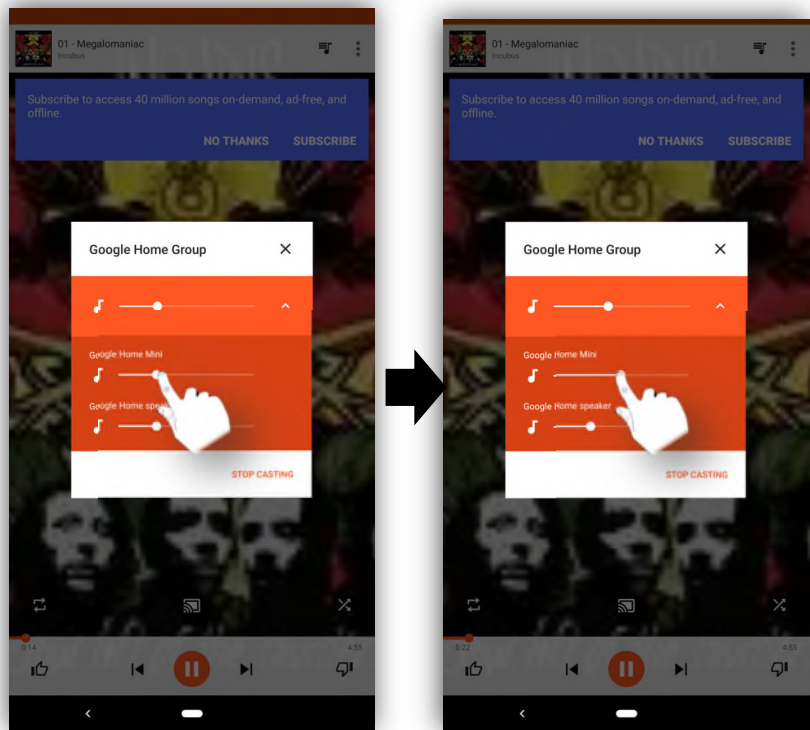 01 - Megalomaniac
Incubus
Subscribe to access 40 million songs on-demand, ad-free, and
offline.
NO THANKS SUBSCRIBE
Google Home Group
Google Home Mini
Google Home
STOP CASTING
0:14 4:55
01 - Megalomaniac
Incubus
Subscribe to access 40 million songs on-demand, ad-free, and
offline.
NO THANKS SUBSCRIBE
Google Home Group
Google Home Mini
Google Home speaker
STOP CASTING
0:22 4:55